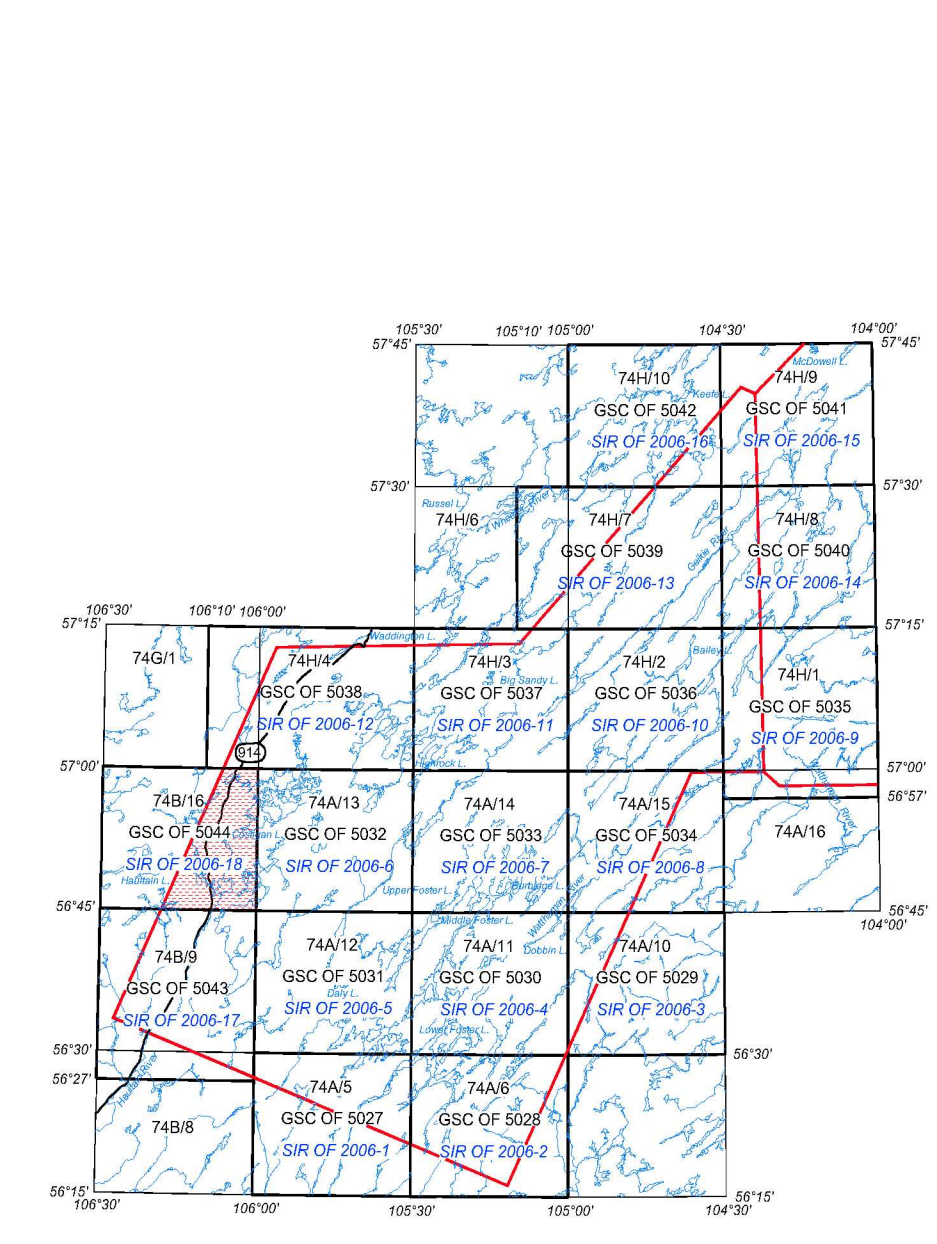 105°30'
105°10'
105°00'
104°30'
104°00'
57°45'
57°45'
McDowell L.
74H/10
74H/9
Keefe L.
GSC OF 5042
GSC OF 5041
SIR OF 2006-16
SIR OF 2006-15
57°30'
57°30'
Russel L.
Wheeler River
74H/6
74H/7
74H/8
Geikie River
GSC OF 5039
GSC OF 5040
SIR OF 2006-13
SIR OF 2006-14
106°30'
106°10'
106°00'
57°15'
57°15'
Waddington L.
Bailey L.
74G/1
74H/4
74H/3
74H/2
74H/1
Big Sandy L.
GSC OF 5038
GSC OF 5037
GSC OF 5036
GSC OF 5035
SIR OF 2006-12
SIR OF 2006-11
SIR OF 2006-10
SIR OF 2006-9
914
Highrock L.
57°00'
57°00'
Wathaman River
56°57'
74B/16
74A/13
74A/14
74A/15
74A/16
GSC OF 5044
Costigan L.
GSC OF 5032
GSC OF 5033
GSC OF 5034
SIR OF 2006-18
SIR OF 2006-6
SIR OF 2006-7
SIR OF 2006-8
Haultain L.
Upper Foster L.
Burbidge L.
56°45'
56°45'
104°00'
Middle Foster L.
Wathaman River
74B/9
74A/12
74A/11
74A/10
Dobbin L.
GSC OF 5043
GSC OF 5031
GSC OF 5030
GSC OF 5029
Daly L.
SIR OF 2006-17
SIR OF 2006-5
SIR OF 2006-4
SIR OF 2006-3
Lower Foster L.
56°30'
56°30'
56°27'
Haultain River
74A/5
74A/6
74B/8
GSC OF 5027
GSC OF 5028
SIR OF 2006-1
SIR OF 2006-2
56°15'
56°15'
106°30'
106°00'
105°30'
105°00'
104°30'